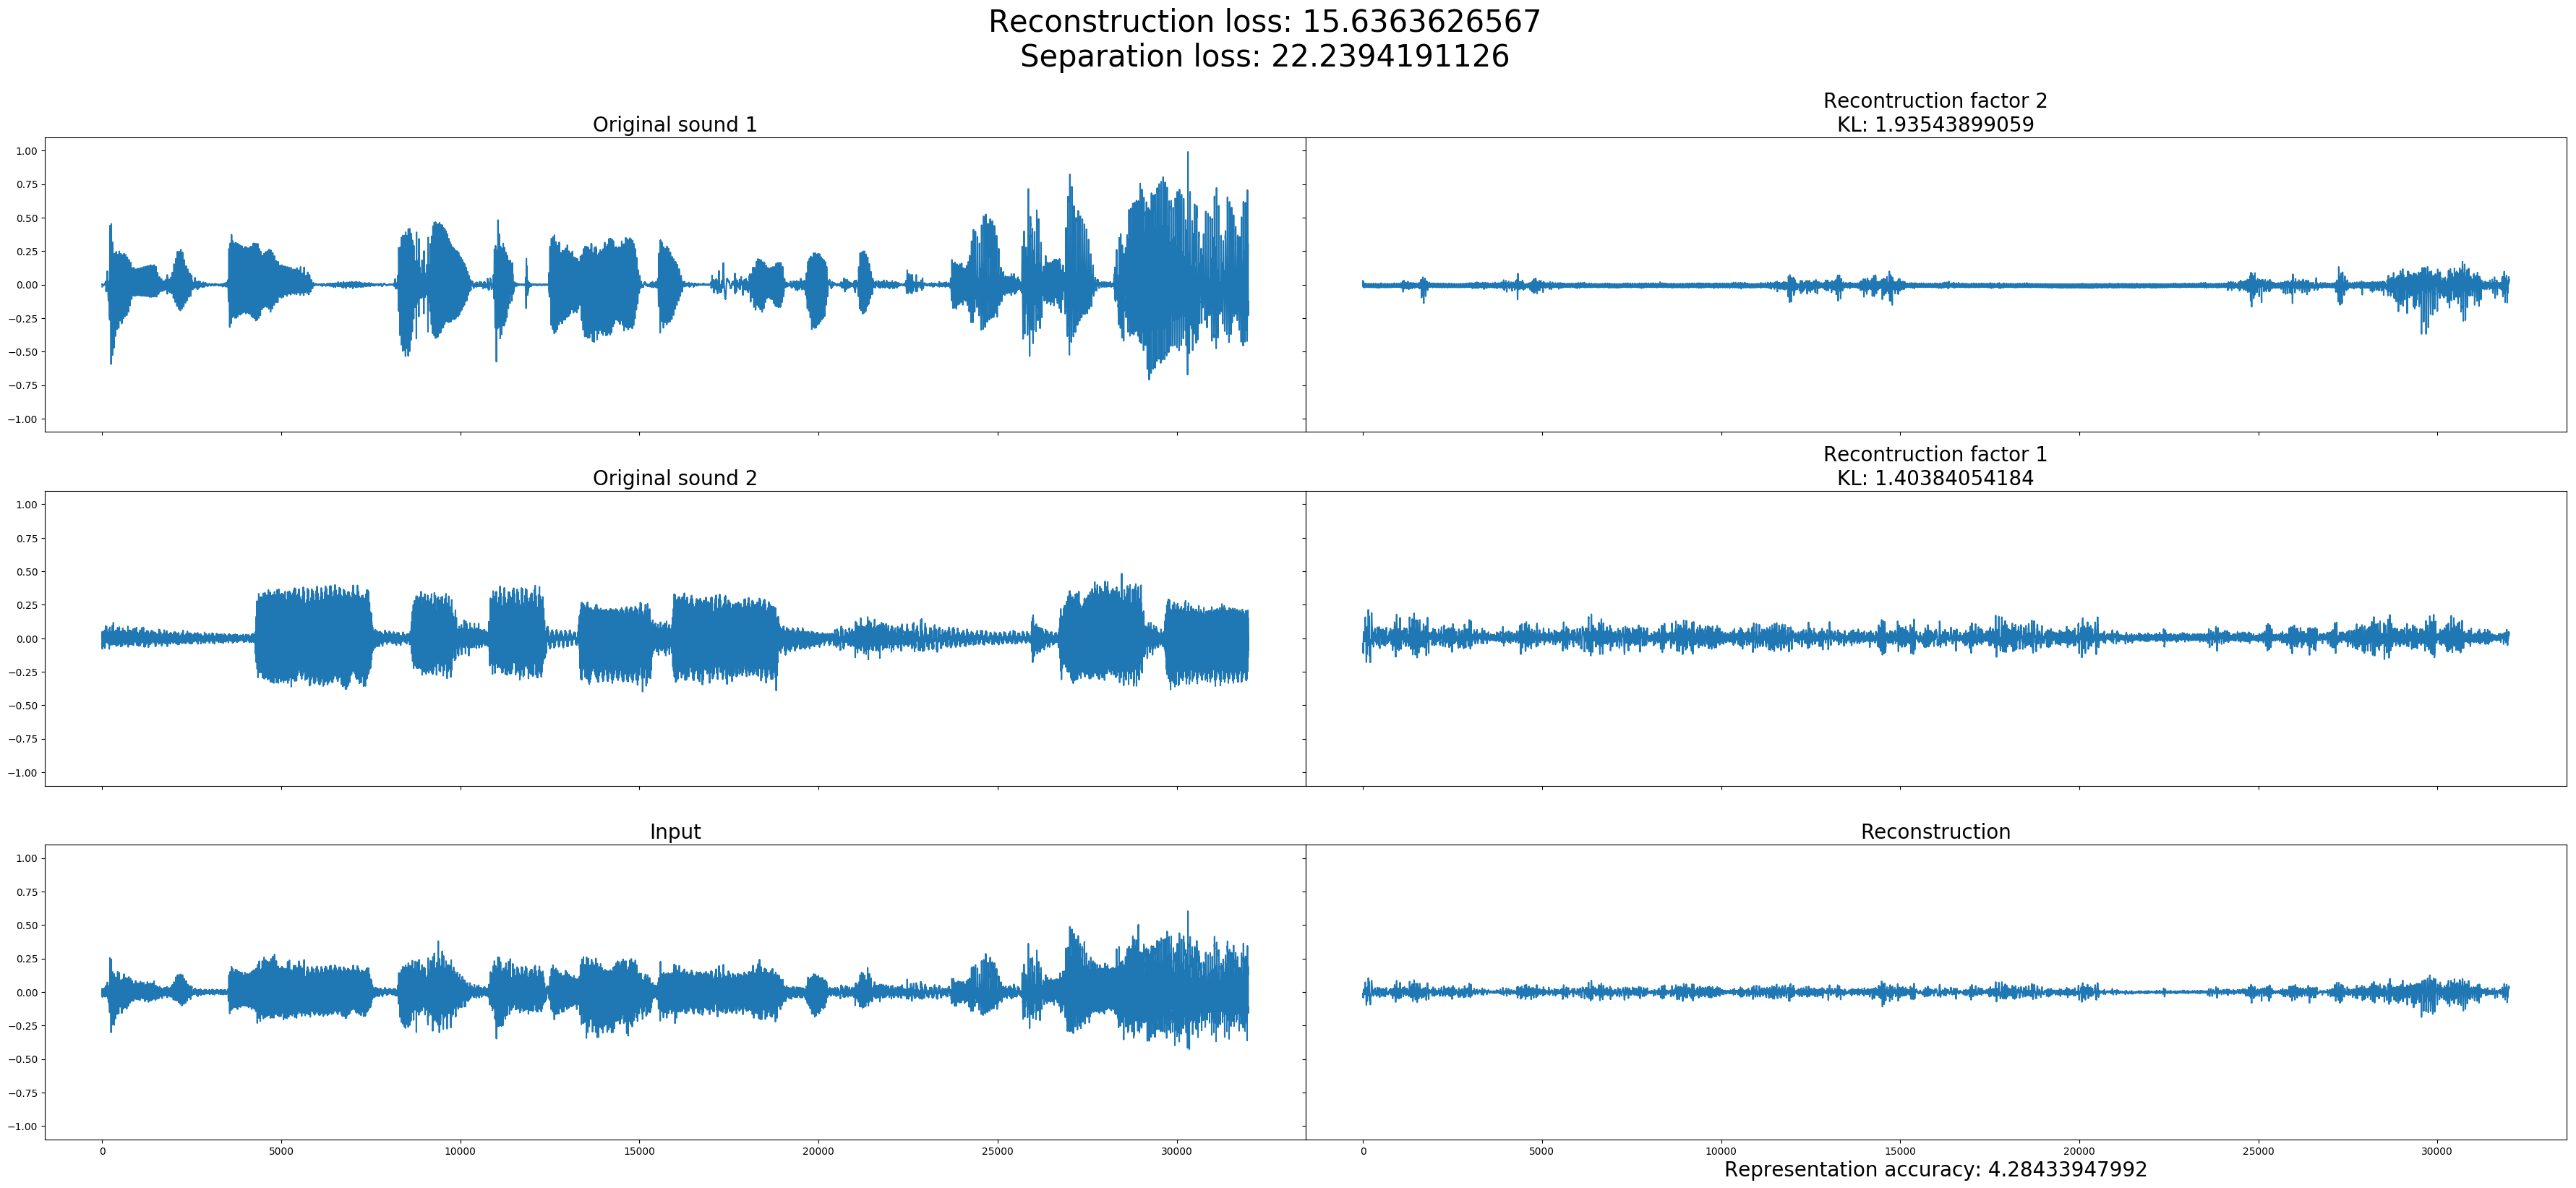 Reconstruction loss: 15.6363626567
Separation loss: 22.2394191126
Original sound 1
1.00
0.75
0.50
0.25
0.00
−0.25
−0.50
−0.75
−1.00
Recontruction factor 2
KL: 1.93543899059
Original sound 2
1.00
0.75
0.50
0.25
0.00
−0.25
−0.50
−0.75
−1.00
Recontruction factor 1
KL: 1.40384054184
Input
1.00
0.75
0.50
0.25
0.00
−0.25
−0.50
−0.75
−1.00
0 5000 10000 15000 20000 25000 30000
Reconstruction
0 5000 10000 15000 20000 25000 30000
Representation accuracy: 4.28433947992